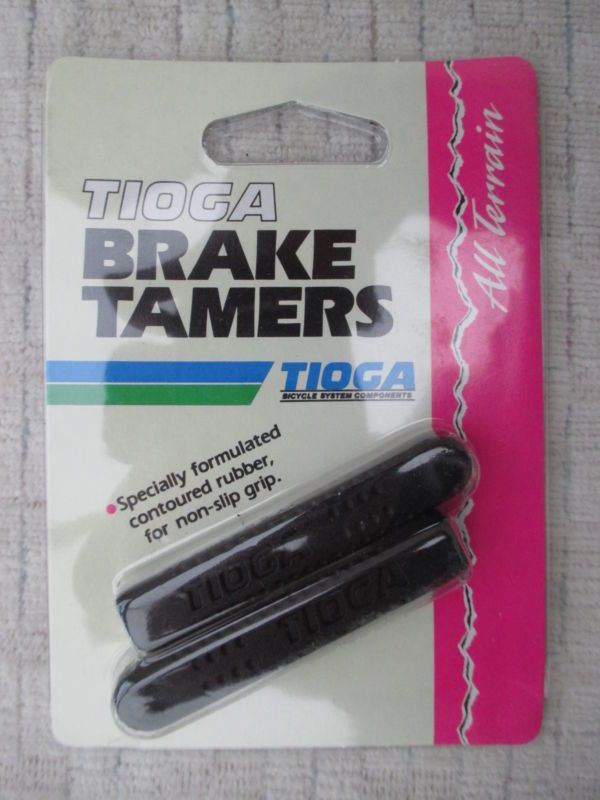 TIOGA
BRAKE
TAMERS
All Terrain
TIOGA
BICYCLE SYSTEM COMPONENTS
• Specially formulated
contoured rubber,
for non-slip grip.
TIOGA
TIOGA